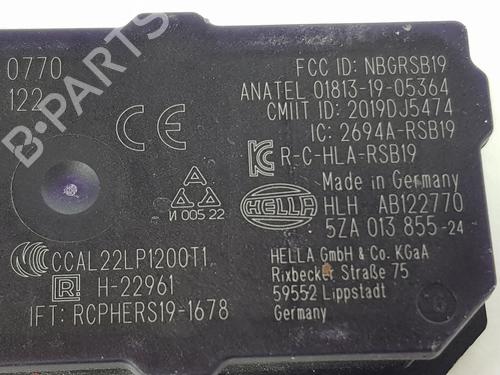 0770
122
FCC ID: NBGRSB19
ANATEL 01813-19-05364
CMIIT ID: 2019DJ5474
IC: 2694A-RSB19
R-C-HLA-RSB19
Made in Germany
И 005 22
HELLA
HLH AB122770
5ZA 013 855-24
CCAL22LP1200T1
R H-22961
IFT: RCPHERS19-1678
HELLA GmbH & Co. KGaA
Rixbecker Straße 75
59552 Lippstadt
Germany
B-Parts